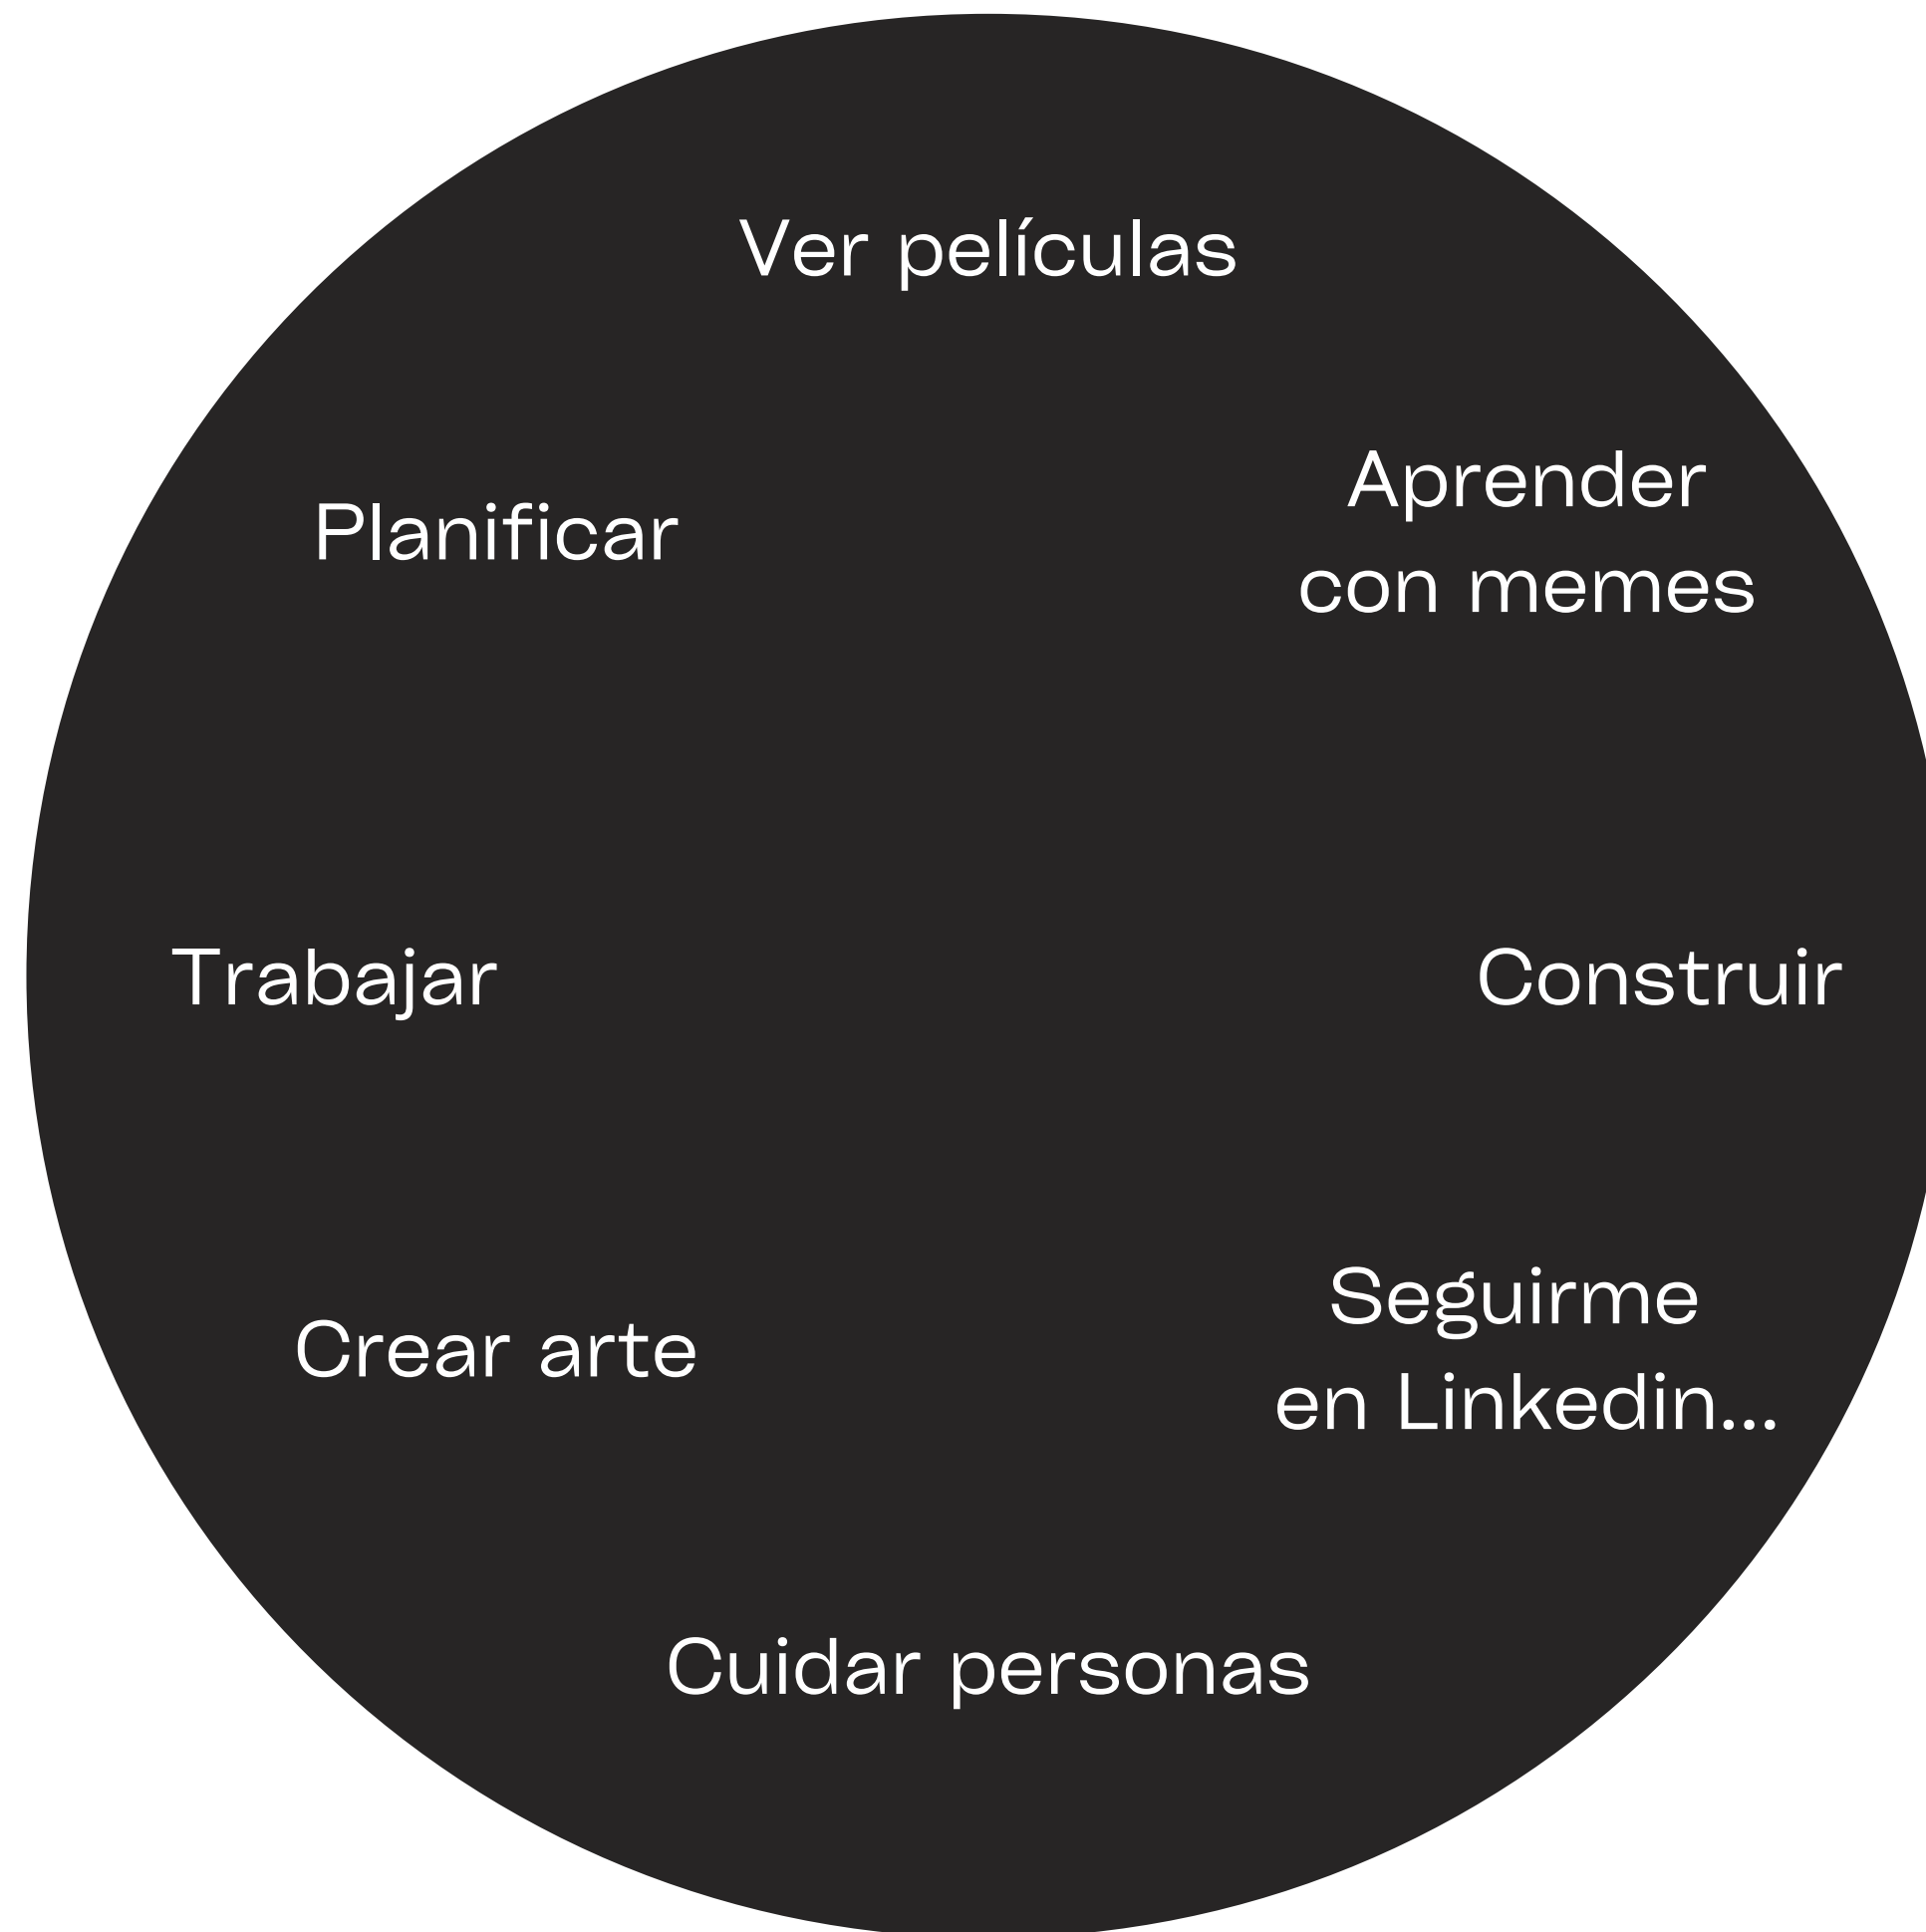 Ver películas
Aprender
con memes
Planificar
Trabajar
Construir
Seguirme
en Linkedin...
Crear arte
Cuidar personas